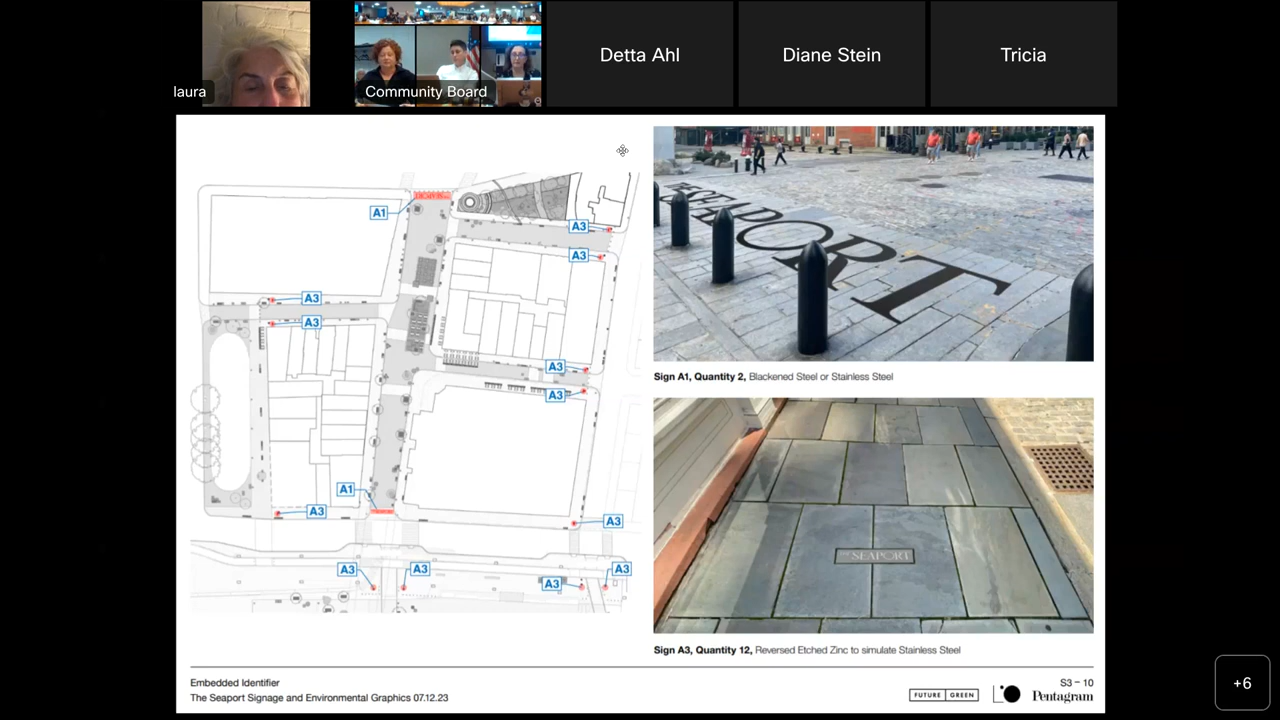 laura
Community Board
Detta Ahl
Diane Stein
Tricia
A1
A3
A3
A3
A3
A3
A3
A1
A3
A3
A3
A3
A3
A3
THE SEAPORT
Sign A1, Quantity 2, Blackened Steel or Stainless Steel
THE SEAPORT
Sign A3, Quantity 12, Reversed Etched Zinc to simulate Stainless Steel
Embedded Identifier
The Seaport Signage and Environmental Graphics 07.12.23
FUTURE GREEN
Pentagram
S3 – 10
+6